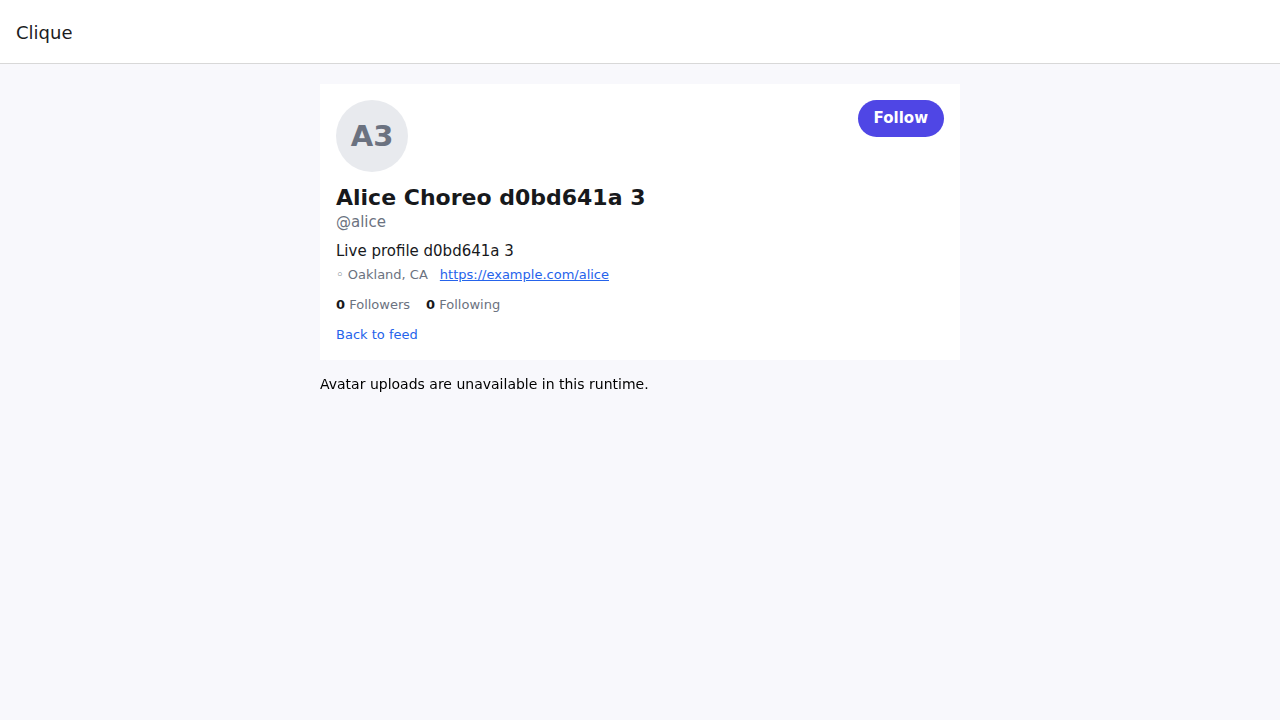 Clique
A3
Follow
Alice Choreo d0bd641a 3
@alice
Live profile d0bd641a 3
◦ Oakland, CA https://example.com/alice
0 Followers 0 Following
Back to feed
Avatar uploads are unavailable in this runtime.